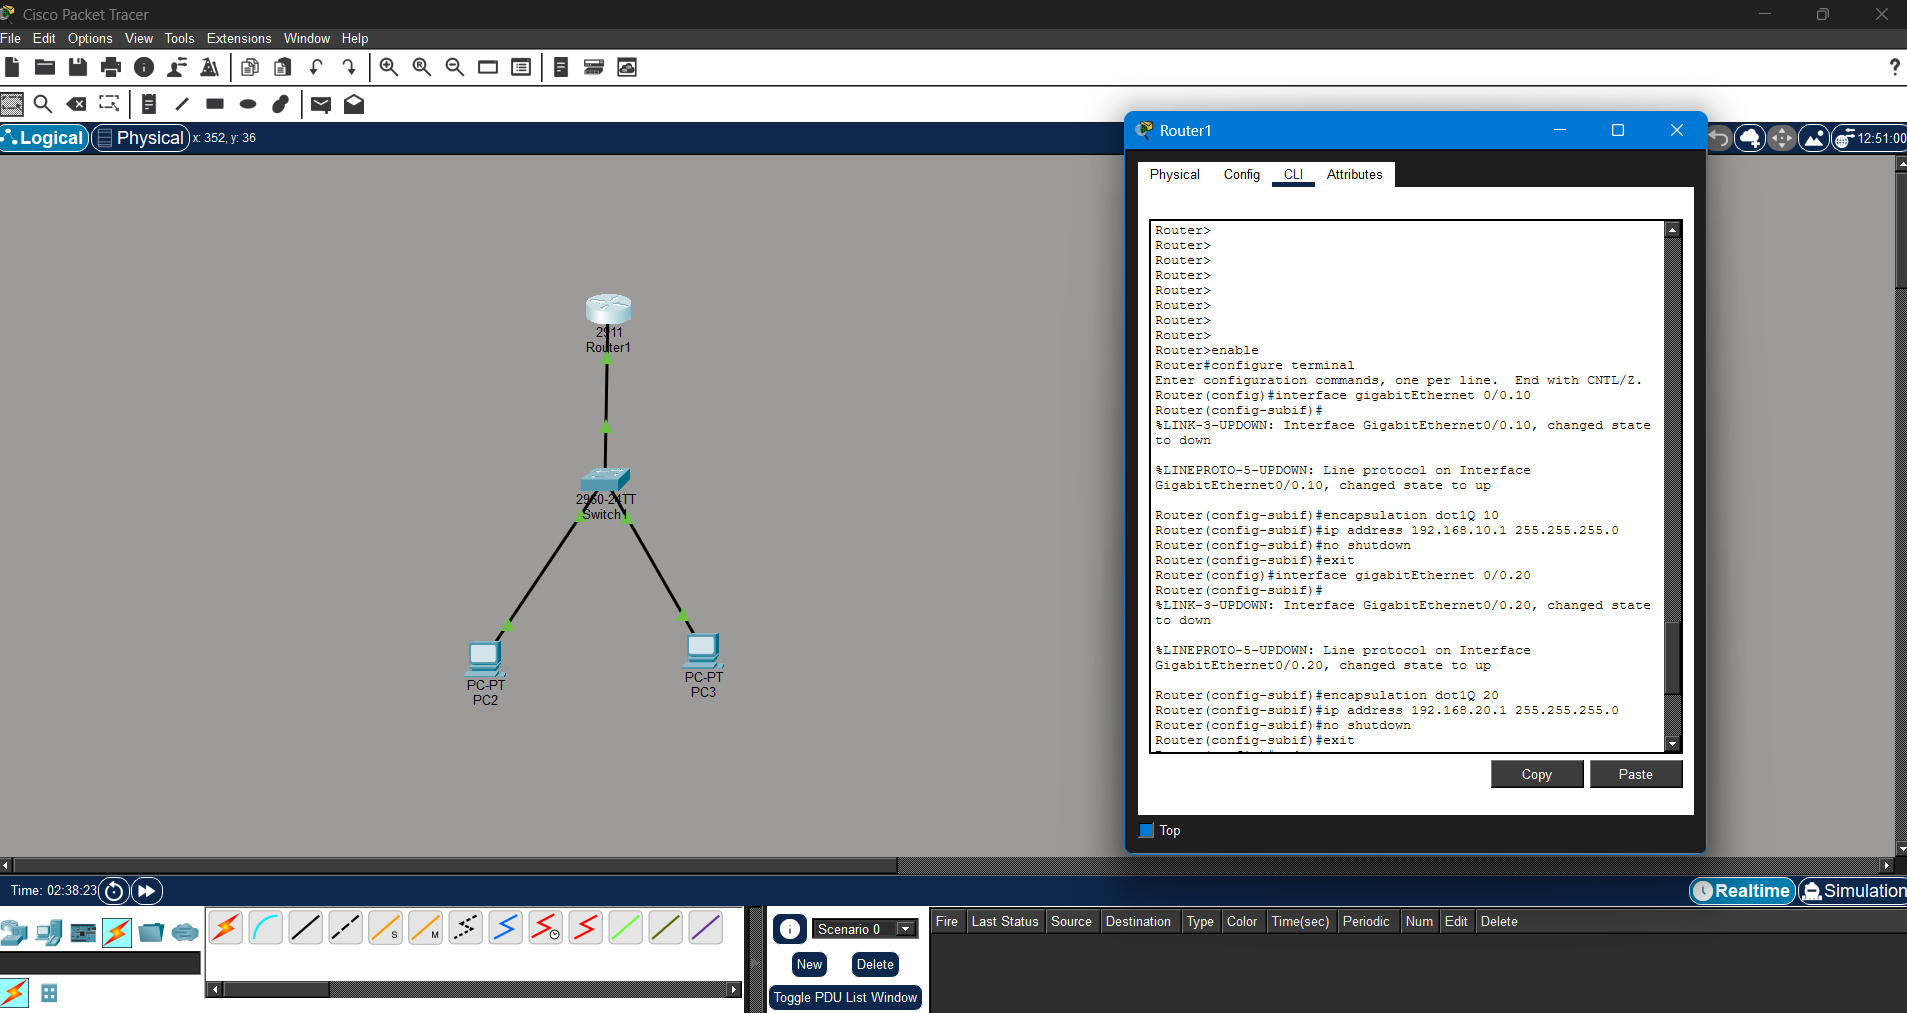 Cisco Packet Tracer
File Edit Options View Tools Extensions Window Help
?
Logical Physical x: 352, y: 36
12:51:00
Router1
Physical Config CLI Attributes
Router>
Router>
Router>
Router>
Router>
Router>
Router>
Router>
Router>enable
Router#configure terminal
Enter configuration commands, one per line.  End with CNTL/Z.
Router(config)#interface gigabitEthernet 0/0.10
Router(config-subif)#
%LINK-3-UPDOWN: Interface GigabitEthernet0/0.10, changed state
to down
%LINEPROTO-5-UPDOWN: Line protocol on Interface
GigabitEthernet0/0.10, changed state to up
Router(config-subif)#encapsulation dot1Q 10
Router(config-subif)#ip address 192.168.10.1 255.255.255.0
Router(config-subif)#no shutdown
Router(config-subif)#exit
Router(config)#interface gigabitEthernet 0/0.20
Router(config-subif)#
%LINK-3-UPDOWN: Interface GigabitEthernet0/0.20, changed state
to down
%LINEPROTO-5-UPDOWN: Line protocol on Interface
GigabitEthernet0/0.20, changed state to up
Router(config-subif)#encapsulation dot1Q 20
Router(config-subif)#ip address 192.168.20.1 255.255.255.0
Router(config-subif)#no shutdown
Router(config-subif)#exit
Copy Paste
Top
2911
Router1
2960-24TT
Switch1
PC-PT
PC2
PC-PT
PC3
Time: 02:38:23
Realtime Simulation
S
M
Scenario 0
New Delete
Toggle PDU List Window
Fire Last Status Source Destination Type Color Time(sec) Periodic Num Edit Delete